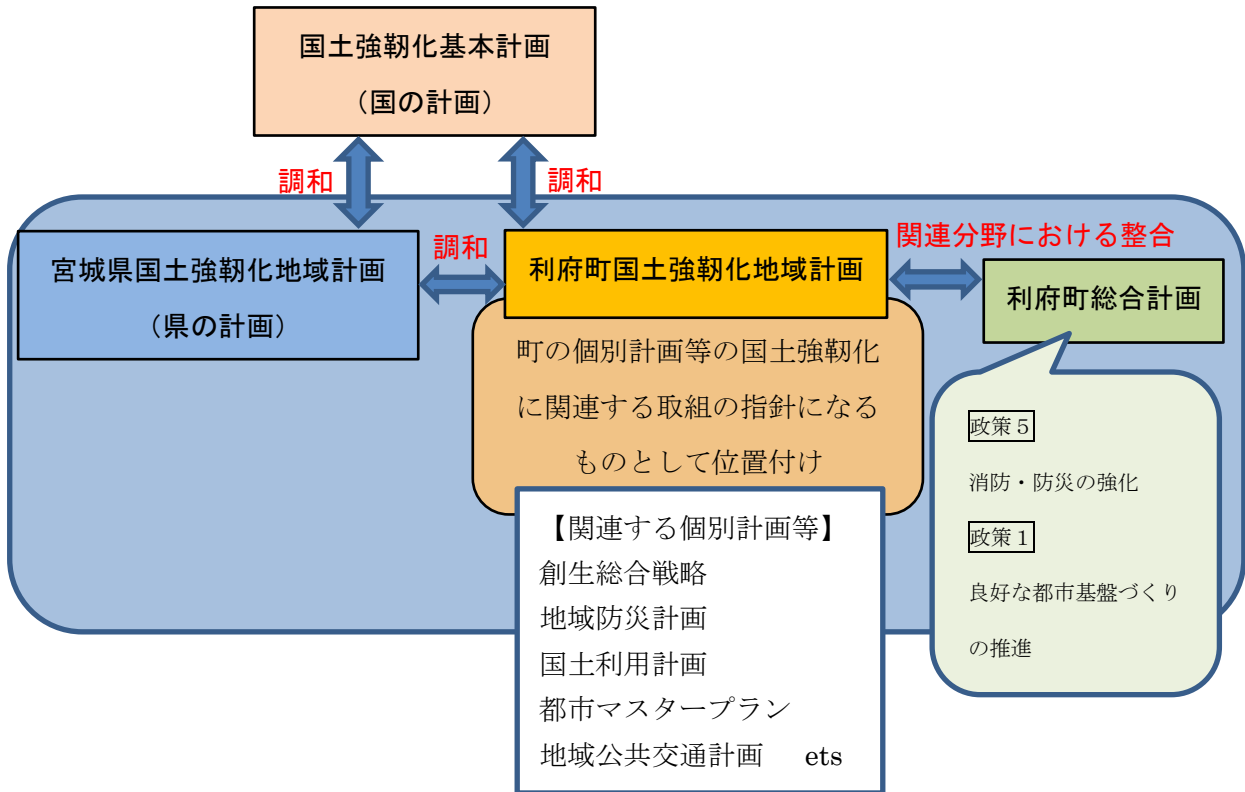 国土強靭化基本計画
（国の計画）
調和
調和
宮城県国土強靭化地域計画
（県の計画）
調和
利府町国土強靭化地域計画
関連分野における整合
利府町総合計画
町の個別計画等の国土強靭化
に関連する取組の指針になる
ものとして位置付け
【関連する個別計画等】
創生総合戦略
地域防災計画
国土利用計画
都市マスタープラン
地域公共交通計画　ets
政策５
消防・防災の強化
政策１
良好な都市基盤づくり
の推進